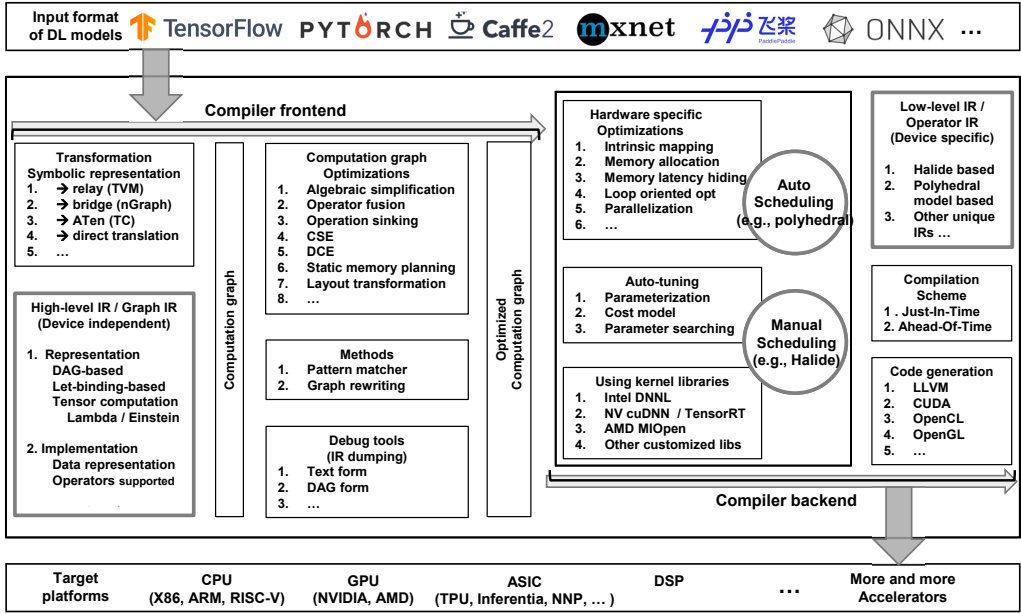 Input format
of DL models
TensorFlow
PYTORCH
Caffe2
mxnet
飞桨
PaddlePaddle
ONNX
...
Compiler frontend
Transformation
Symbolic representation
1. → relay (TVM)
2. → bridge (nGraph)
3. → ATen (TC)
4. → direct translation
5. ...
High-level IR / Graph IR
(Device independent)
1. Representation
DAG-based
Let-binding-based
Tensor computation
Lambda / Einstein
2. Implementation
Data representation
Operators supported
Computation graph
Computation graph
Optimizations
1. Algebraic simplification
2. Operator fusion
3. Operation sinking
4. CSE
5. DCE
6. Static memory planning
7. Layout transformation
8. ...
Methods
1. Pattern matcher
2. Graph rewriting
Debug tools
(IR dumping)
1. Text form
2. DAG form
3. ...
Optimized
Computation graph
Hardware specific
Optimizations
1. Intrinsic mapping
2. Memory allocation
3. Memory latency hiding
4. Loop oriented opt
5. Parallelization
6. ...
Auto
Scheduling
(e.g., polyhedral)
Auto-tuning
1. Parameterization
2. Cost model
3. Parameter searching
Manual
Scheduling
(e.g., Halide)
Using kernel libraries
1. Intel DNNL
2. NV cuDNN / TensorRT
3. AMD MIOpen
4. Other customized libs
Low-level IR /
Operator IR
(Device specific)
1. Halide based
2. Polyhedral
model based
3. Other unique
IRs ...
Compilation
Scheme
1 . Just-In-Time
2. Ahead-Of-Time
Code generation
1. LLVM
2. CUDA
3. OpenCL
4. OpenGL
5. ...
Compiler backend
Target
platforms
CPU
(X86, ARM, RISC-V)
GPU
(NVIDIA, AMD)
ASIC
(TPU, Inferentia, NNP, ... )
DSP
...
More and more
Accelerators